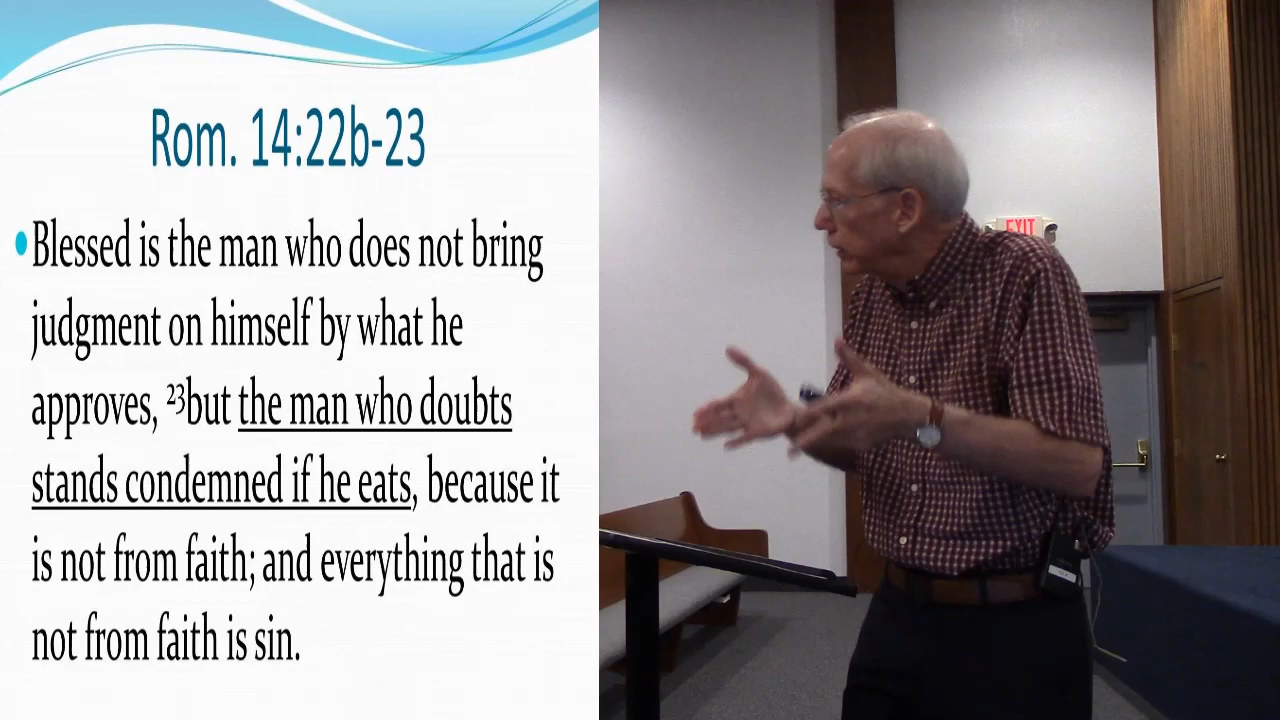 Rom. 14:22b-23
•Blessed is the man who does not bring
judgment on himself by what he
approves, ²³but the man who doubts
stands condemned if he eats, because it
is not from faith; and everything that is
not from faith is sin.
EXIT